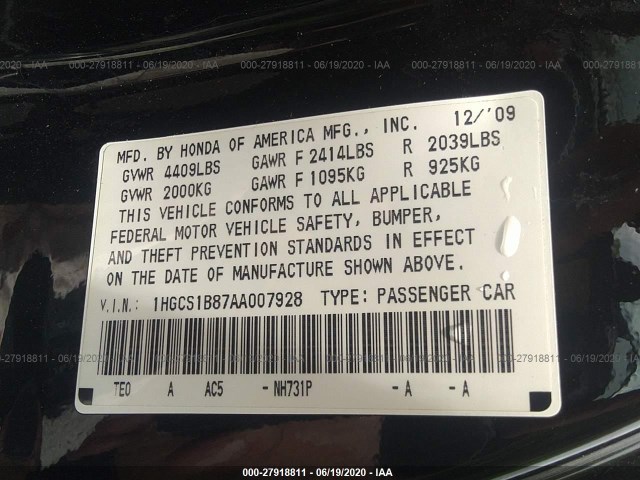 000-27918811 - 06/19/2020 - IAA
MFD. BY HONDA OF AMERICA MFG., INC. 12/'09
GVWR 4409LBS GAWR F 2414LBS R 2039LBS
GVWR 2000KG GAWR F 1095KG R 925KG
THIS VEHICLE CONFORMS TO ALL APPLICABLE
FEDERAL MOTOR VEHICLE SAFETY, BUMPER,
AND THEFT PREVENTION STANDARDS IN EFFECT
ON THE DATE OF MANUFACTURE SHOWN ABOVE.
V.I.N.: 1HGCS1B87AA007928 TYPE: PASSENGER CAR
TE0 A AC5 - NH731P - A - A
000-27918811 - 06/19/2020 - IAA